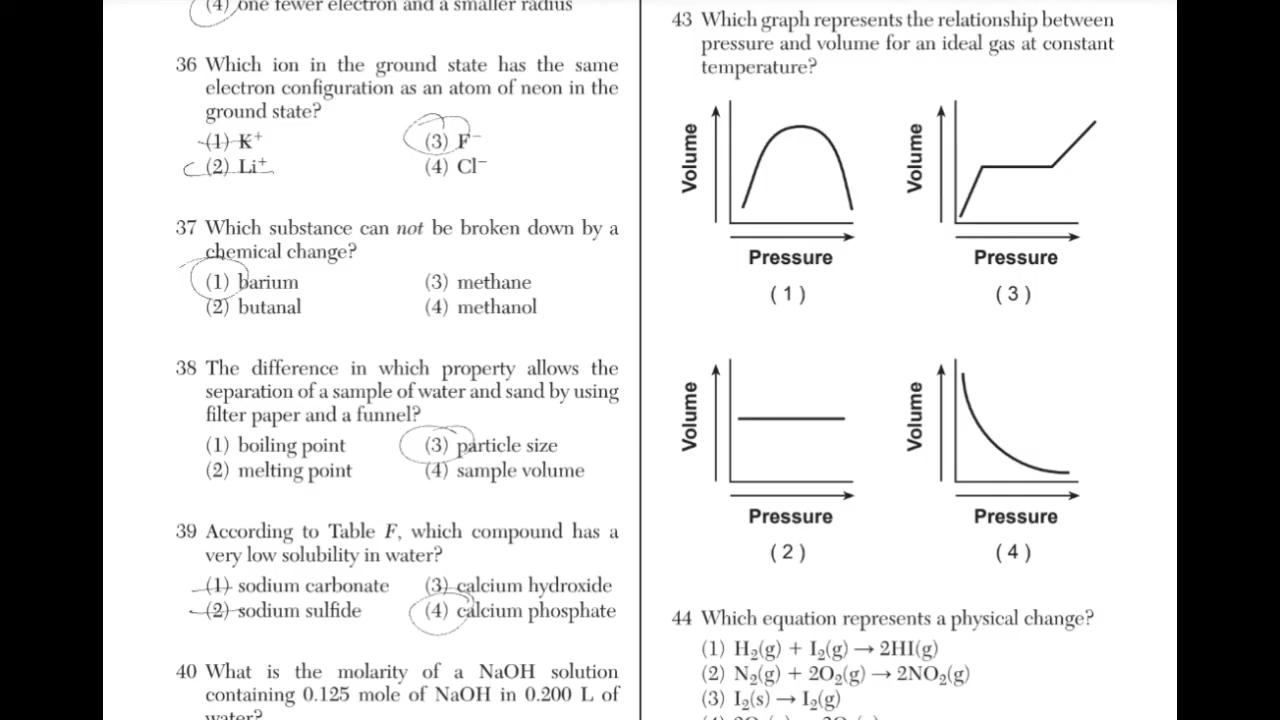 (4) one fewer electron and a smaller radius
36 Which ion in the ground state has the same
electron configuration as an atom of neon in the
ground state?
(1) K⁺ (3) F⁻
(2) Li⁺ (4) Cl⁻
37 Which substance can not be broken down by a
chemical change?
(1) barium (3) methane
(2) butanal (4) methanol
38 The difference in which property allows the
separation of a sample of water and sand by using
filter paper and a funnel?
(1) boiling point (3) particle size
(2) melting point (4) sample volume
39 According to Table F, which compound has a
very low solubility in water?
(1) sodium carbonate (3) calcium hydroxide
(2) sodium sulfide (4) calcium phosphate
40 What is the molarity of a NaOH solution
containing 0.125 mole of NaOH in 0.200 L of
water?
43 Which graph represents the relationship between
pressure and volume for an ideal gas at constant
temperature?
Volume
Pressure
(1)
Volume
Pressure
(3)
Volume
Pressure
(2)
Volume
Pressure
(4)
44 Which equation represents a physical change?
(1) H₂(g) + I₂(g) → 2HI(g)
(2) N₂(g) + 2O₂(g) → 2NO₂(g)
(3) I₂(s) → I₂(g)